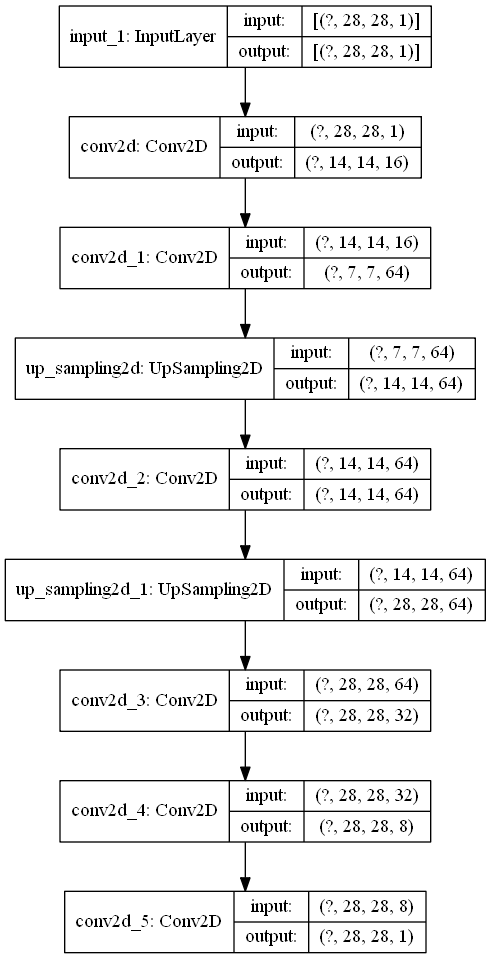 input_1: InputLayer
input: [(?, 28, 28, 1)]
output: [(?, 28, 28, 1)]
conv2d: Conv2D
input: (?, 28, 28, 1)
output: (?, 14, 14, 16)
conv2d_1: Conv2D
input: (?, 14, 14, 16)
output: (?, 7, 7, 64)
up_sampling2d: UpSampling2D
input: (?, 7, 7, 64)
output: (?, 14, 14, 64)
conv2d_2: Conv2D
input: (?, 14, 14, 64)
output: (?, 14, 14, 64)
up_sampling2d_1: UpSampling2D
input: (?, 14, 14, 64)
output: (?, 28, 28, 64)
conv2d_3: Conv2D
input: (?, 28, 28, 64)
output: (?, 28, 28, 32)
conv2d_4: Conv2D
input: (?, 28, 28, 32)
output: (?, 28, 28, 8)
conv2d_5: Conv2D
input: (?, 28, 28, 8)
output: (?, 28, 28, 1)